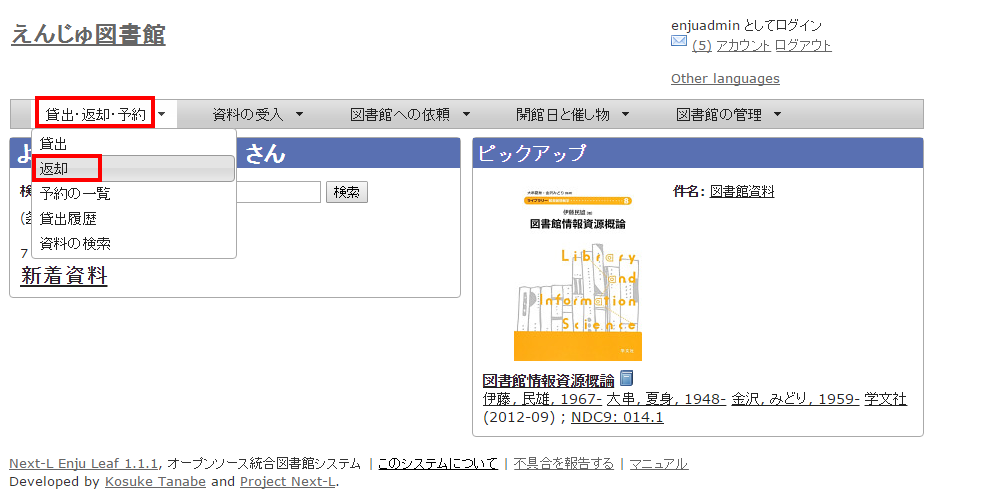 えんじゅ図書館
enjuadmin としてログイン
(5) アカウント ログアウト
Other languages
貸出・返却・予約 資料の受入 図書館への依頼 開館日と催し物 図書館の管理
貸出
返却
予約の一覧
貸出履歴
資料の検索
よ さん
検 検索
7
新着資料
ピックアップ
大串夏身・金沢みどり 監修
ライブラリー図書館情報学 8
伊藤民雄 [著]
図書館情報資源概論
Library
and
Information
Science
学文社
件名: 図書館資料
図書館情報資源概論
伊藤, 民雄, 1967- 大串, 夏身, 1948- 金沢, みどり, 1959- 学文社
(2012-09) ; NDC9: 014.1
Next-L Enju Leaf 1.1.1, オープンソース統合図書館システム | このシステムについて | 不具合を報告する | マニュアル
Developed by Kosuke Tanabe and Project Next-L.